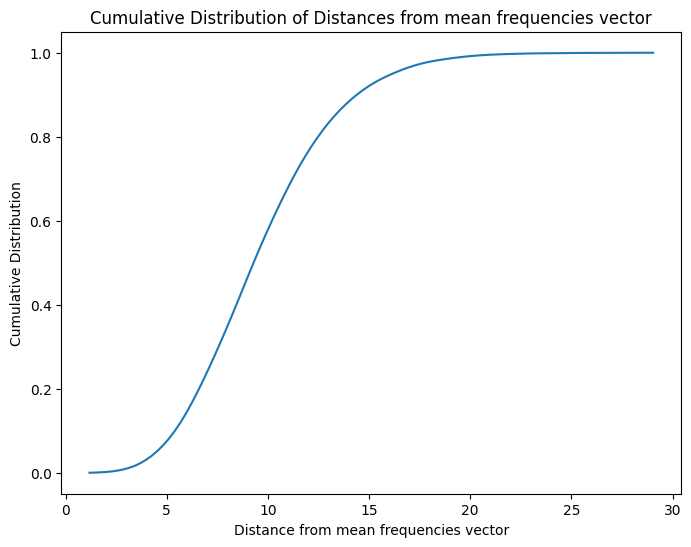 Cumulative Distribution of Distances from mean frequencies vector
Cumulative Distribution
1.0
0.8
0.6
0.4
0.2
0.0
0 5 10 15 20 25 30
Distance from mean frequencies vector